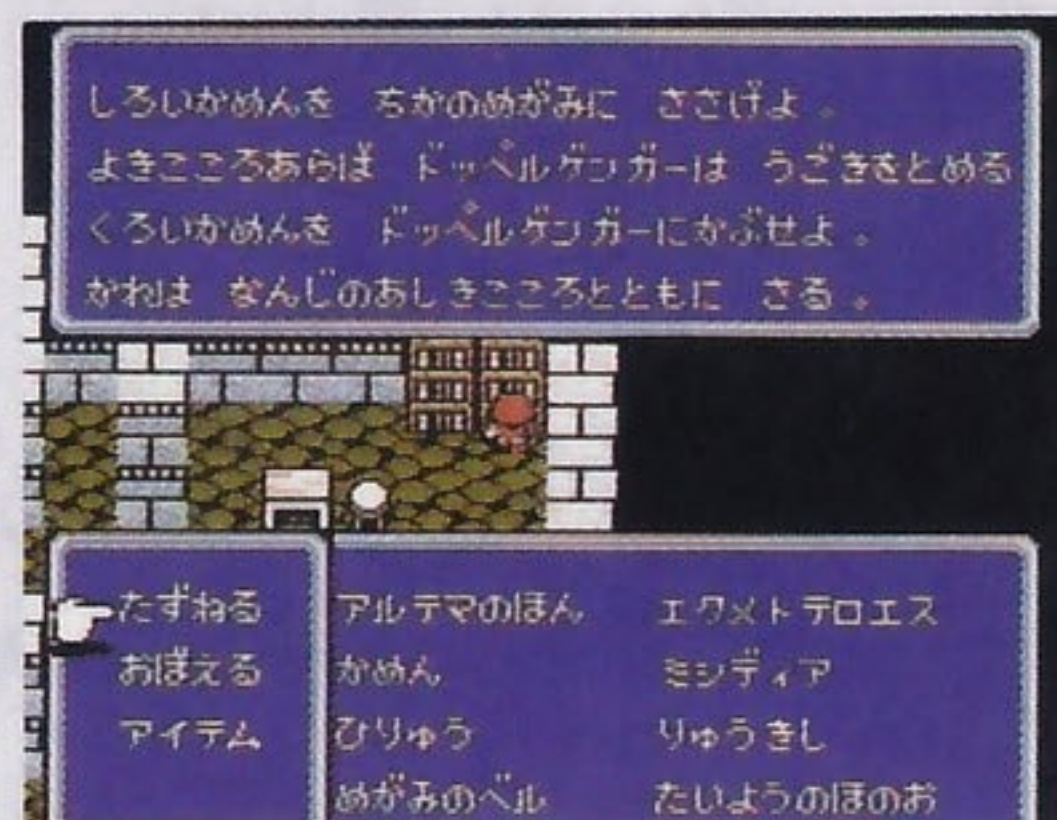 しろいかめんを ちかのめがみに ささげよ。
よきこころあらば ドッペルゲンガーは うごきをとめる
くろいかめんを ドッペルゲンガーにかぶせよ。
かれは なんじのあしきこころとともに さる。
たずねる アルテマのほん エクメトテロエス
おぼえる かめん ミシディア
アイテム ひりゅう りゅうきし
めがみのベル たいようのほのお